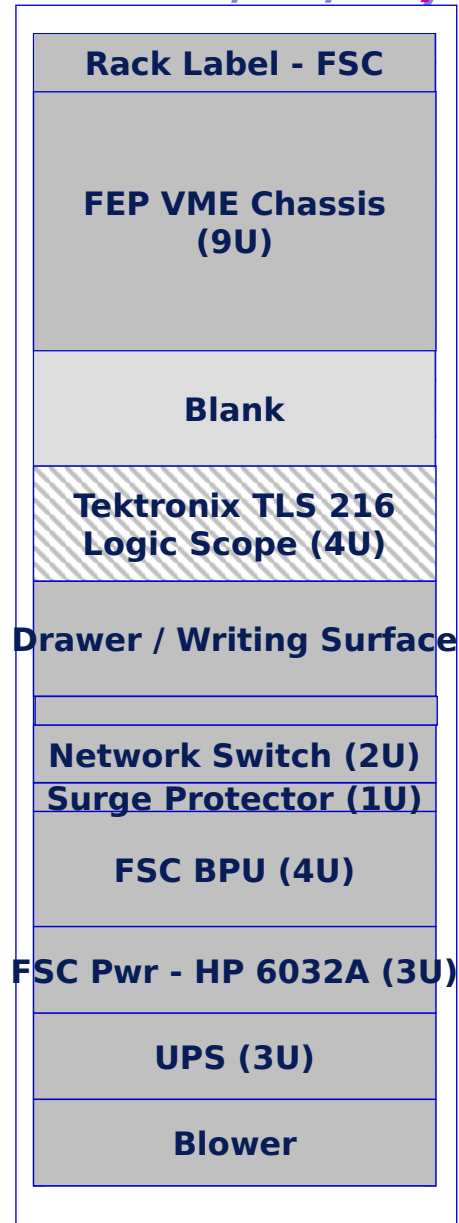 Rack Label - FSC
FEP VME Chassis
(9U)
Blank
Tektronix TLS 216
Logic Scope (4U)
Drawer / Writing Surface
Network Switch (2U)
Surge Protector (1U)
FSC BPU (4U)
FSC Pwr - HP 6032A (3U)
UPS (3U)
Blower